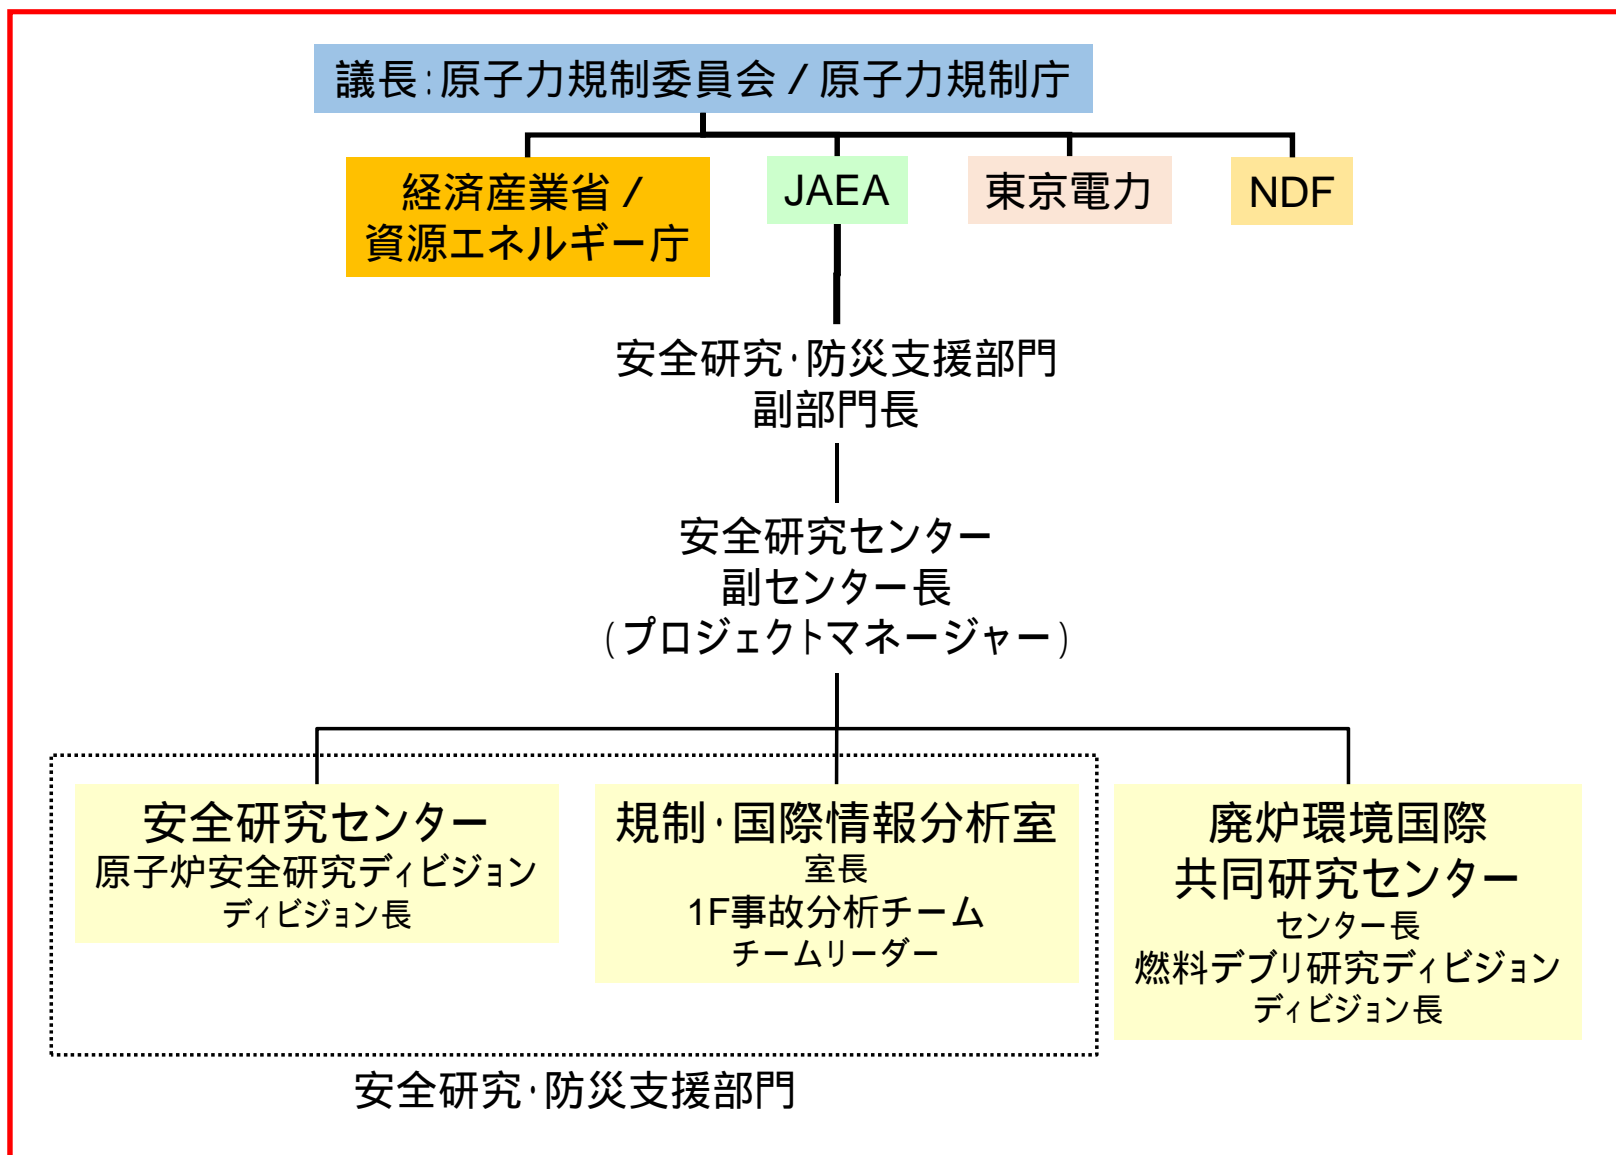 議長:原子力規制委員会/原子力規制庁
経済産業省/
資源エネルギー庁
JAEA
東京電力
NDF
安全研究・防災支援部門
副部門長
安全研究センター
副センター長
(プロジェクトマネージャー)
安全研究センター
原子炉安全研究ディビジョン
ディビジョン長
規制・国際情報分析室
室長
1F事故分析チーム
チームリーダー
廃炉環境国際
共同研究センター
センター長
燃料デブリ研究ディビジョン
ディビジョン長
安全研究・防災支援部門